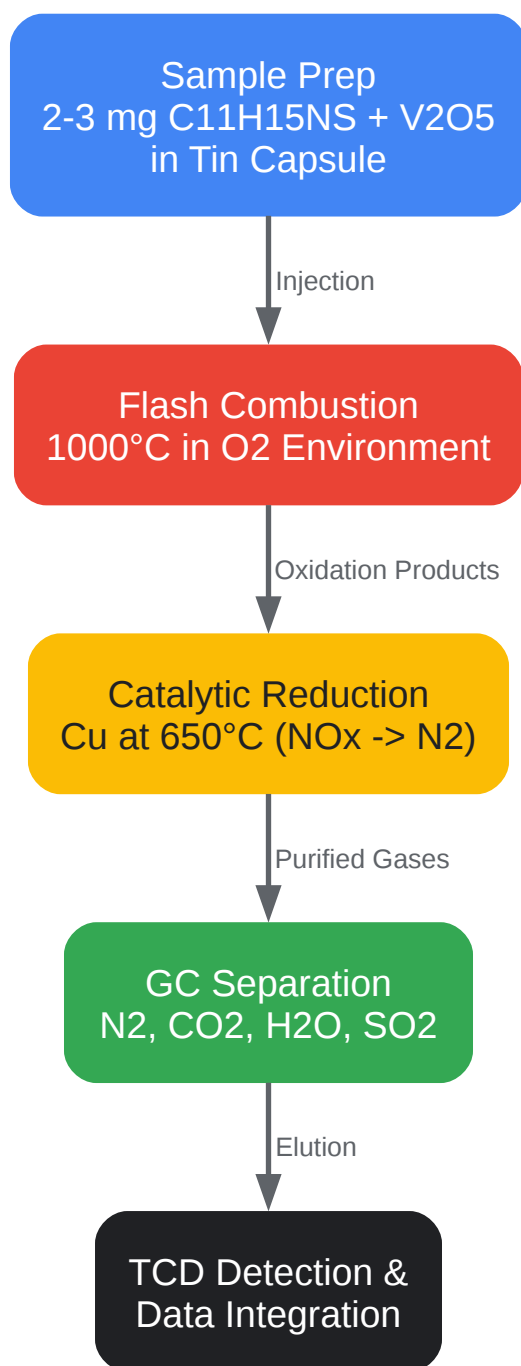 Sample Prep
2-3 mg C11H15NS + V2O5
in Tin Capsule
Injection
Flash Combustion
1000°C in O2 Environment
Oxidation Products
Catalytic Reduction
Cu at 650°C (NOx -> N2)
Purified Gases
GC Separation
N2, CO2, H2O, SO2
Elution
TCD Detection &
Data Integration